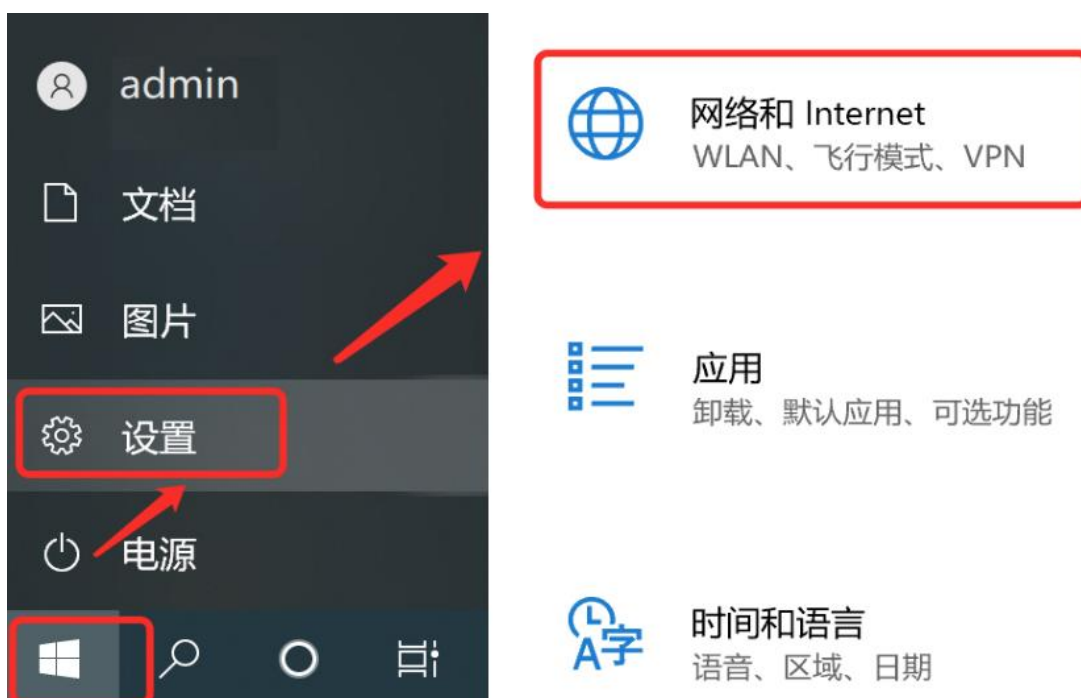 admin
文档
图片
设置
电源
网络和 Internet
WLAN、飞行模式、VPN
应用
卸载、默认应用、可选功能
时间和语言
语音、区域、日期